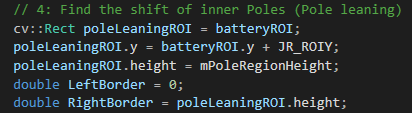 // 4: Find the shift of inner Poles (Pole leaning)
cv::Rect poleLeaningROI = batteryROI;
poleLeaningROI.y = batteryROI.y + JR_ROIY;
poleLeaningROI.height = mPoleRegionHeight;
double LeftBorder = 0;
double RightBorder = poleLeaningROI.height;